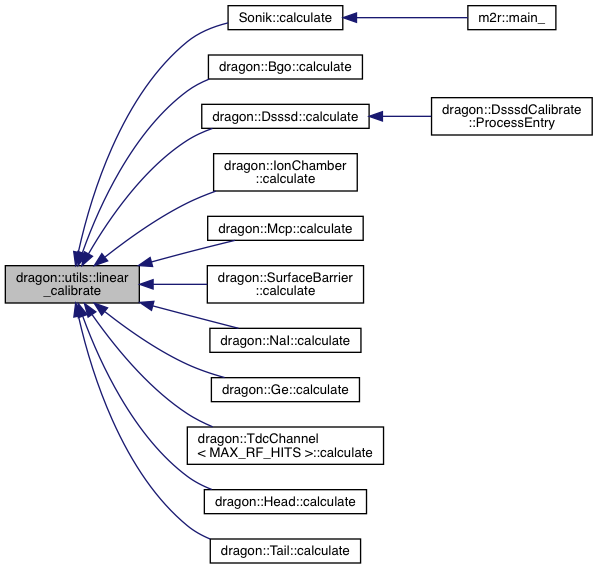 Sonik::calculate
m2r::main_
dragon::Bgo::calculate
dragon::Dsssd::calculate
dragon::DsssdCalibrate
::ProcessEntry
dragon::IonChamber
::calculate
dragon::Mcp::calculate
dragon::utils::linear
_calibrate
dragon::SurfaceBarrier
::calculate
dragon::NaI::calculate
dragon::Ge::calculate
dragon::TdcChannel
< MAX_RF_HITS >::calculate
dragon::Head::calculate
dragon::Tail::calculate